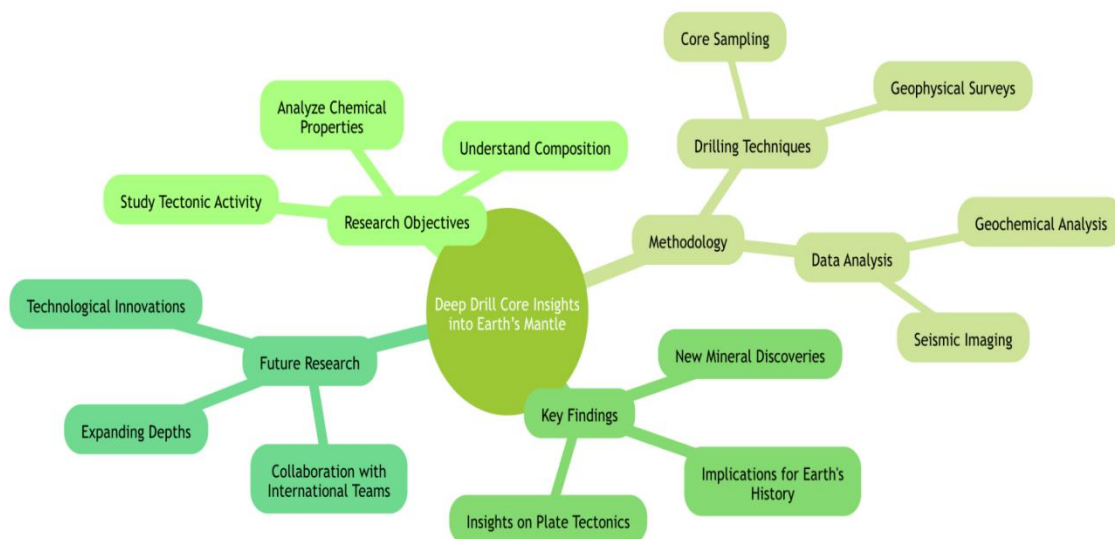 Deep Drill Core Insights
into Earth's Mantle
Research Objectives
Analyze Chemical
Properties
Understand Composition
Study Tectonic Activity
Methodology
Drilling Techniques
Core Sampling
Geophysical Surveys
Data Analysis
Geochemical Analysis
Seismic Imaging
Key Findings
New Mineral Discoveries
Implications for Earth's
History
Insights on Plate Tectonics
Future Research
Technological Innovations
Expanding Depths
Collaboration with
International Teams